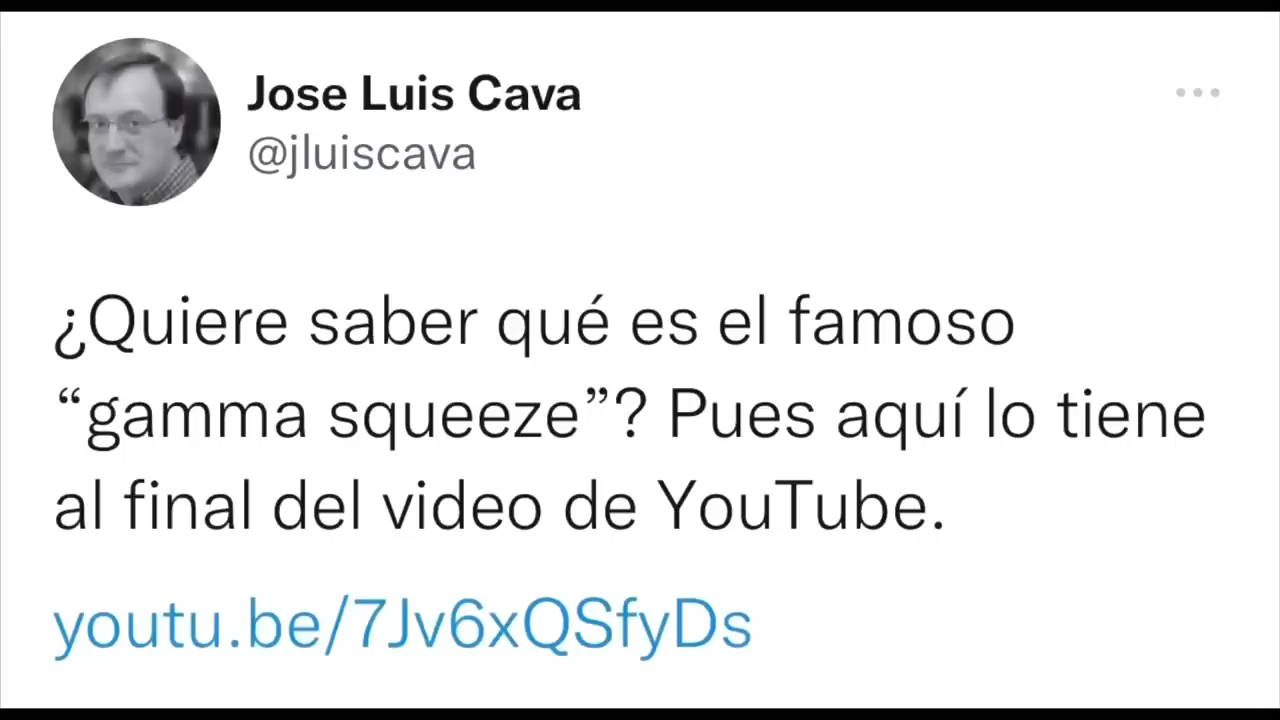 Jose Luis Cava
@jluiscava
¿Quiere saber qué es el famoso
“gamma squeeze”? Pues aquí lo tiene
al final del video de YouTube.
youtu.be/7Jv6xQSfyDs